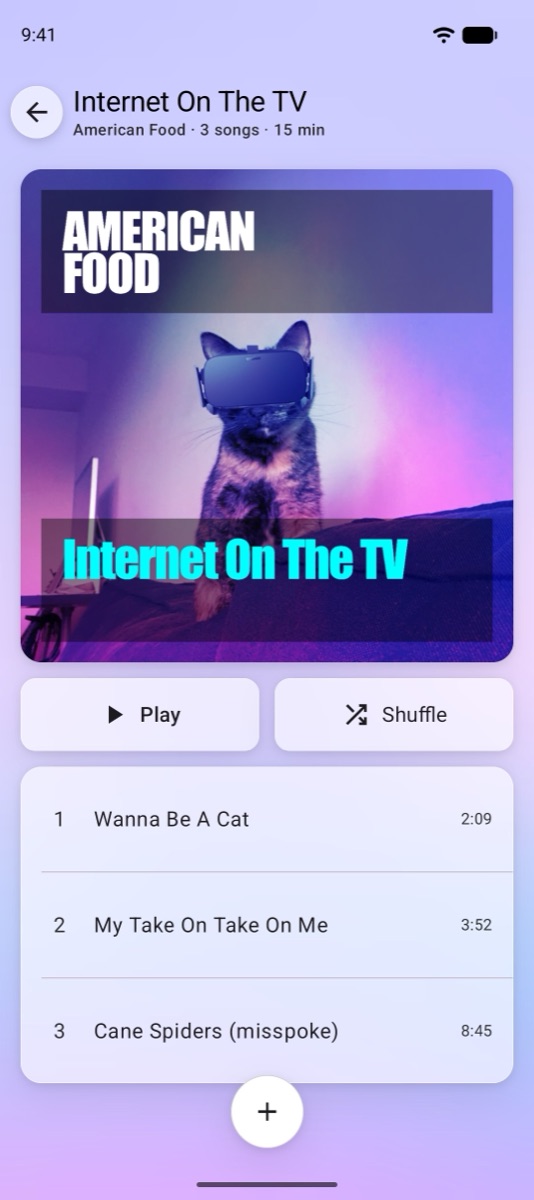 9:41
Internet On The TV
American Food · 3 songs · 15 min
AMERICAN
FOOD
Internet On The TV
Play
Shuffle
1 Wanna Be A Cat 2:09
2 My Take On Take On Me 3:52
3 Cane Spiders (misspoke) 8:45